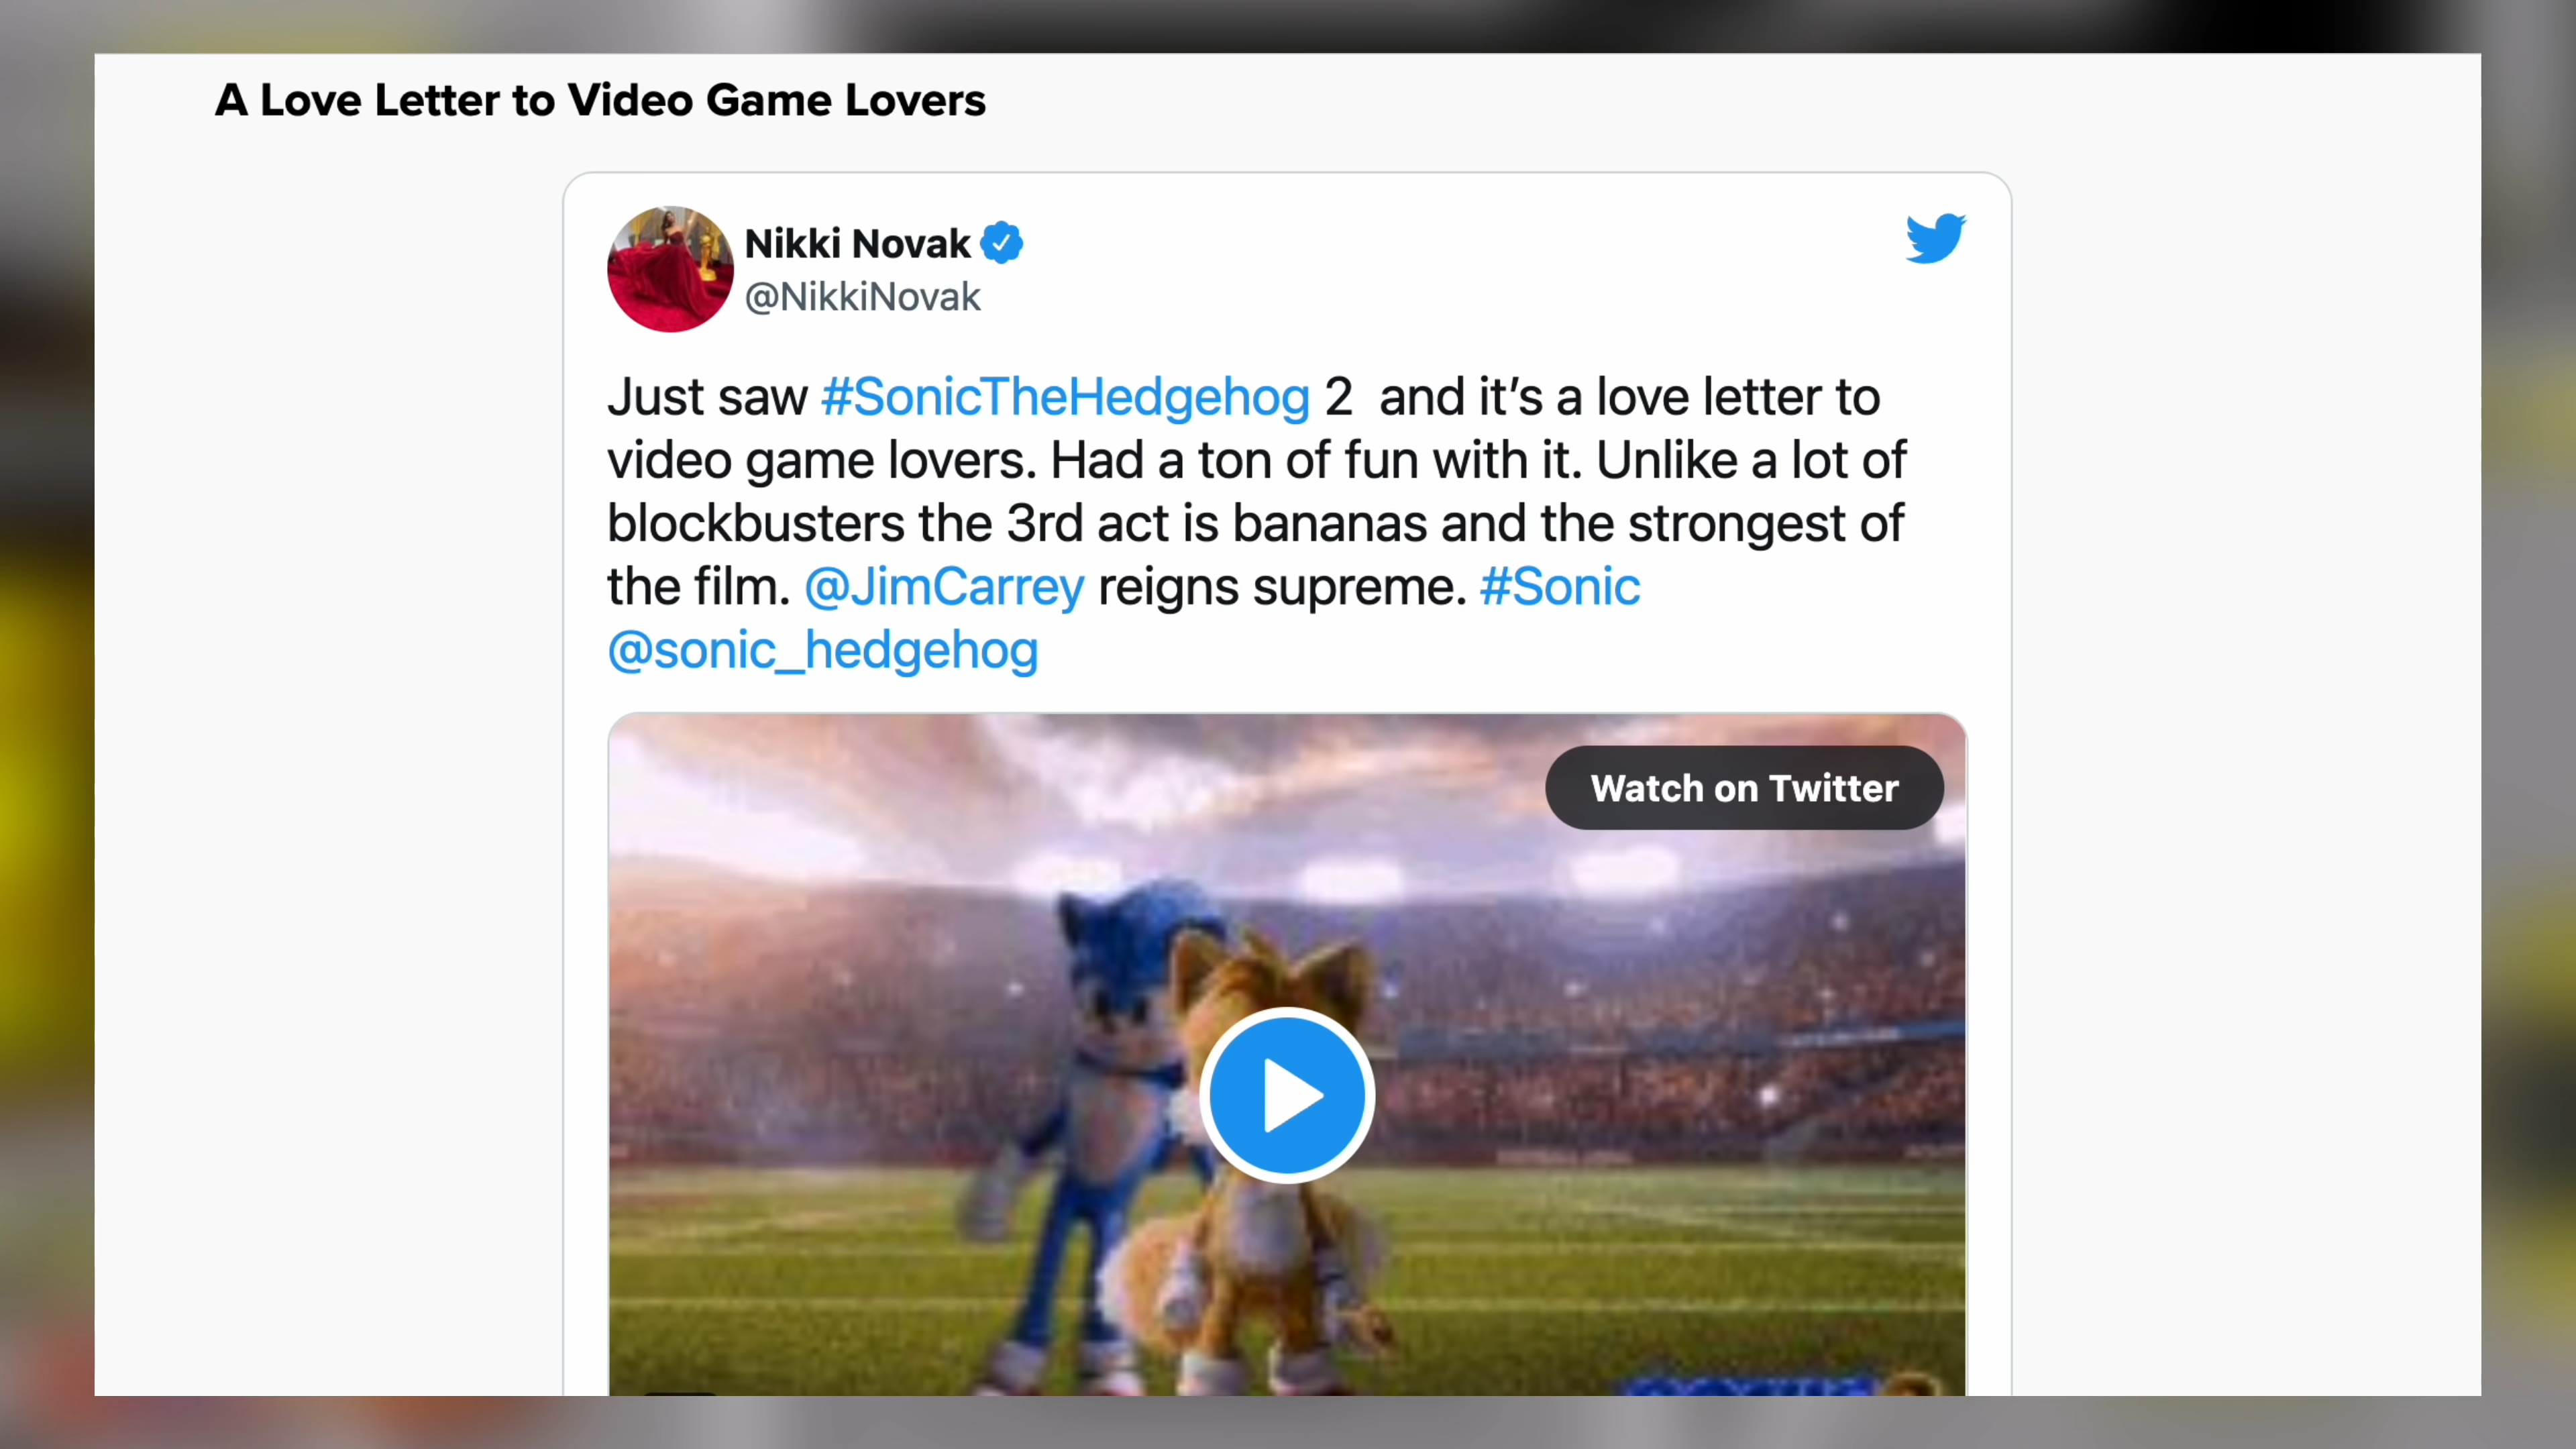 A Love Letter to Video Game Lovers
Nikki Novak
@NikkiNovak
Just saw #SonicTheHedgehog 2  and it’s a love letter to
video game lovers. Had a ton of fun with it. Unlike a lot of
blockbusters the 3rd act is bananas and the strongest of
the film. @JimCarrey reigns supreme. #Sonic
@sonic_hedgehog
Watch on Twitter